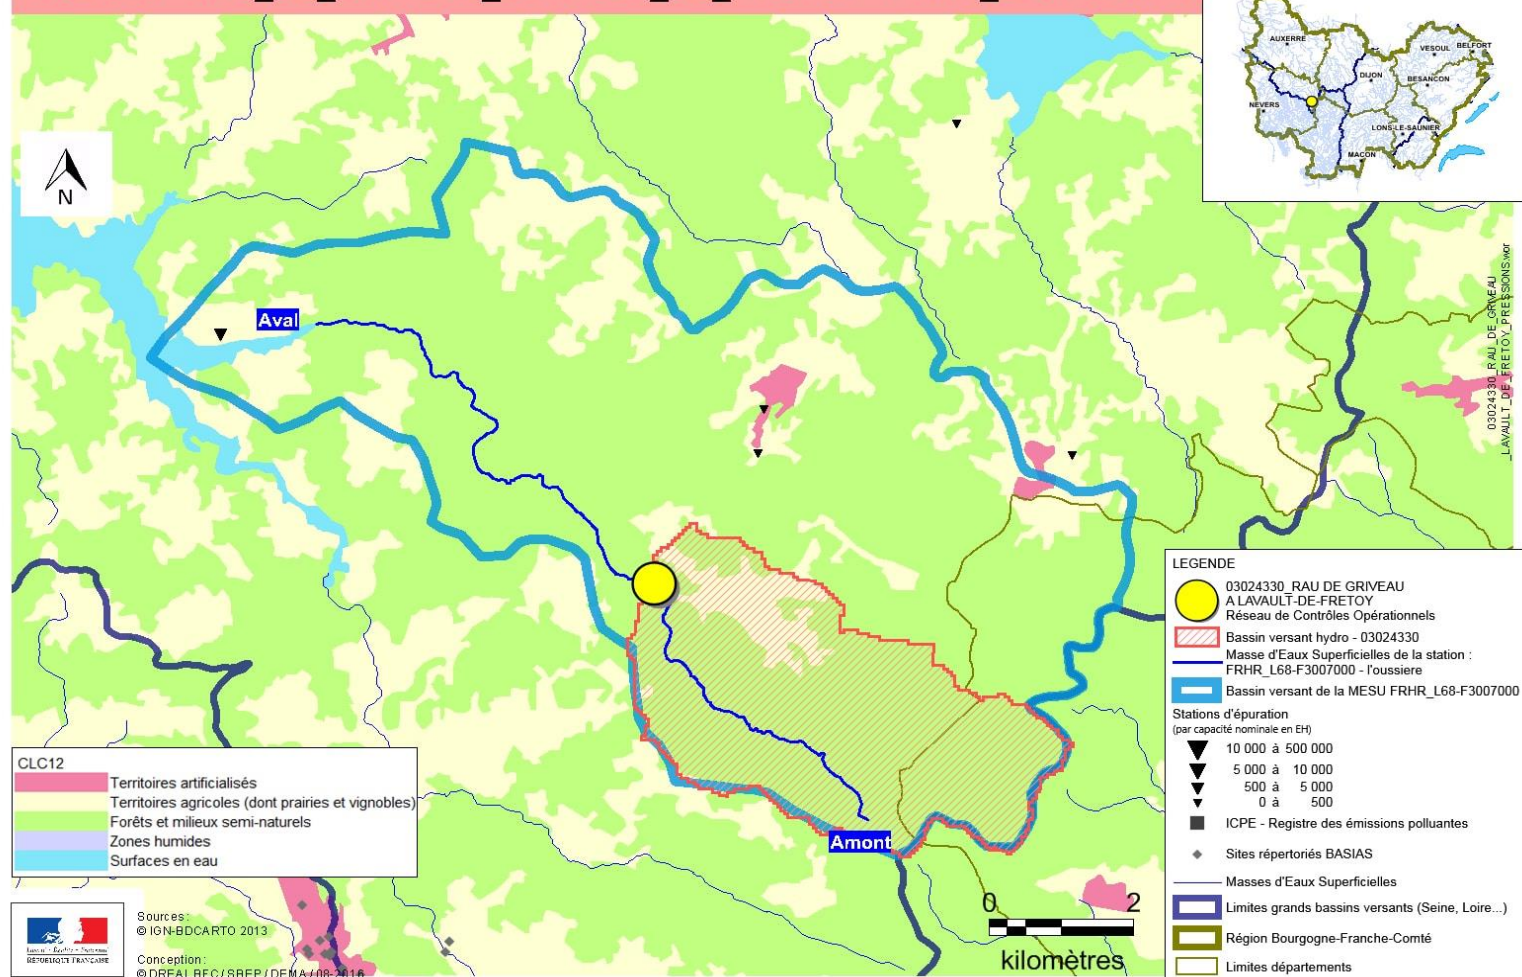 AUXERRE
VESOUL
BELFORT
DIJON
BESANCON
NEVERS
LONS-LE-SAUNIER
MACON
N
Aval
Amont
03024330_RAU_DE_GRIVEAU
_LAVAULT_DE_FRETOY_PRESSIONS.wor
LEGENDE
03024330_RAU DE GRIVEAU
A LAVAULT-DE-FRETOY
Réseau de Contrôles Opérationnels
Bassin versant hydro - 03024330
Masse d'Eaux Superficielles de la station :
FRHR_L68-F3007000 - l'oussiere
Bassin versant de la MESU FRHR_L68-F3007000
Stations d'épuration
(par capacité nominale en EH)
10 000 à 500 000
5 000 à 10 000
500 à 5 000
0 à 500
ICPE - Registre des émissions polluantes
Sites répertoriés BASIAS
Masses d'Eaux Superficielles
Limites grands bassins versants (Seine, Loire...)
Région Bourgogne-Franche-Comté
Limites départements
CLC12
Territoires artificialisés
Territoires agricoles (dont prairies et vignobles)
Forêts et milieux semi-naturels
Zones humides
Surfaces en eau
0 2
kilomètres
RÉPUBLIQUE FRANÇAISE
Sources :
© IGN-BDCARTO 2013
Conception :
© DREAL BFC / SBEP / DEMA / 08-2016